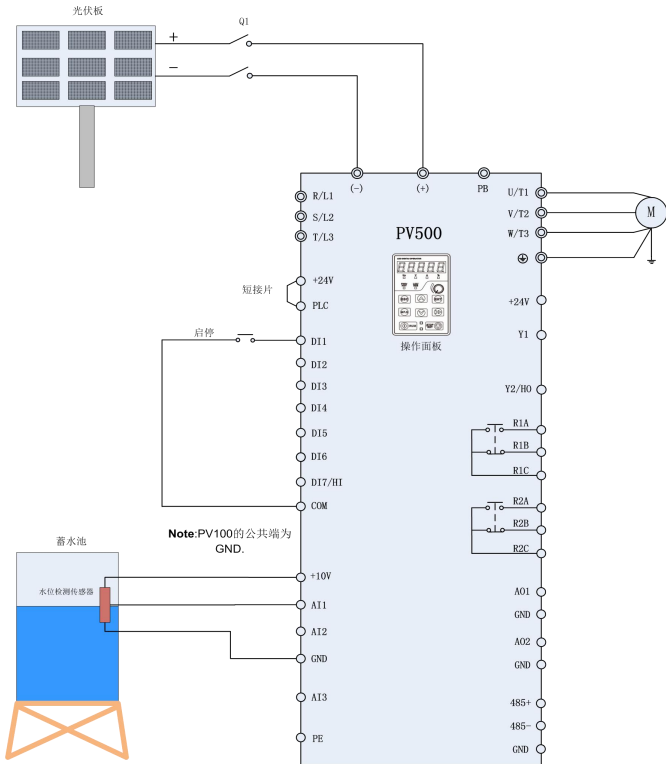 光伏板
Q1
+
−
(-)
(+)
PB
R/L1
S/L2
T/L3
U/T1
V/T2
W/T3
M
PV500
+24V
短接片
PLC
操作面板
+24V
Y1
启停
DI1
DI2
DI3
DI4
DI5
DI6
DI7/HI
COM
Y2/HO
R1A
R1B
R1C
R2A
R2B
R2C
Note:PV100的公共端为
GND.
蓄水池
水位检测传感器
+10V
AI1
AI2
GND
AI3
PE
AO1
GND
AO2
GND
485+
485-
GND